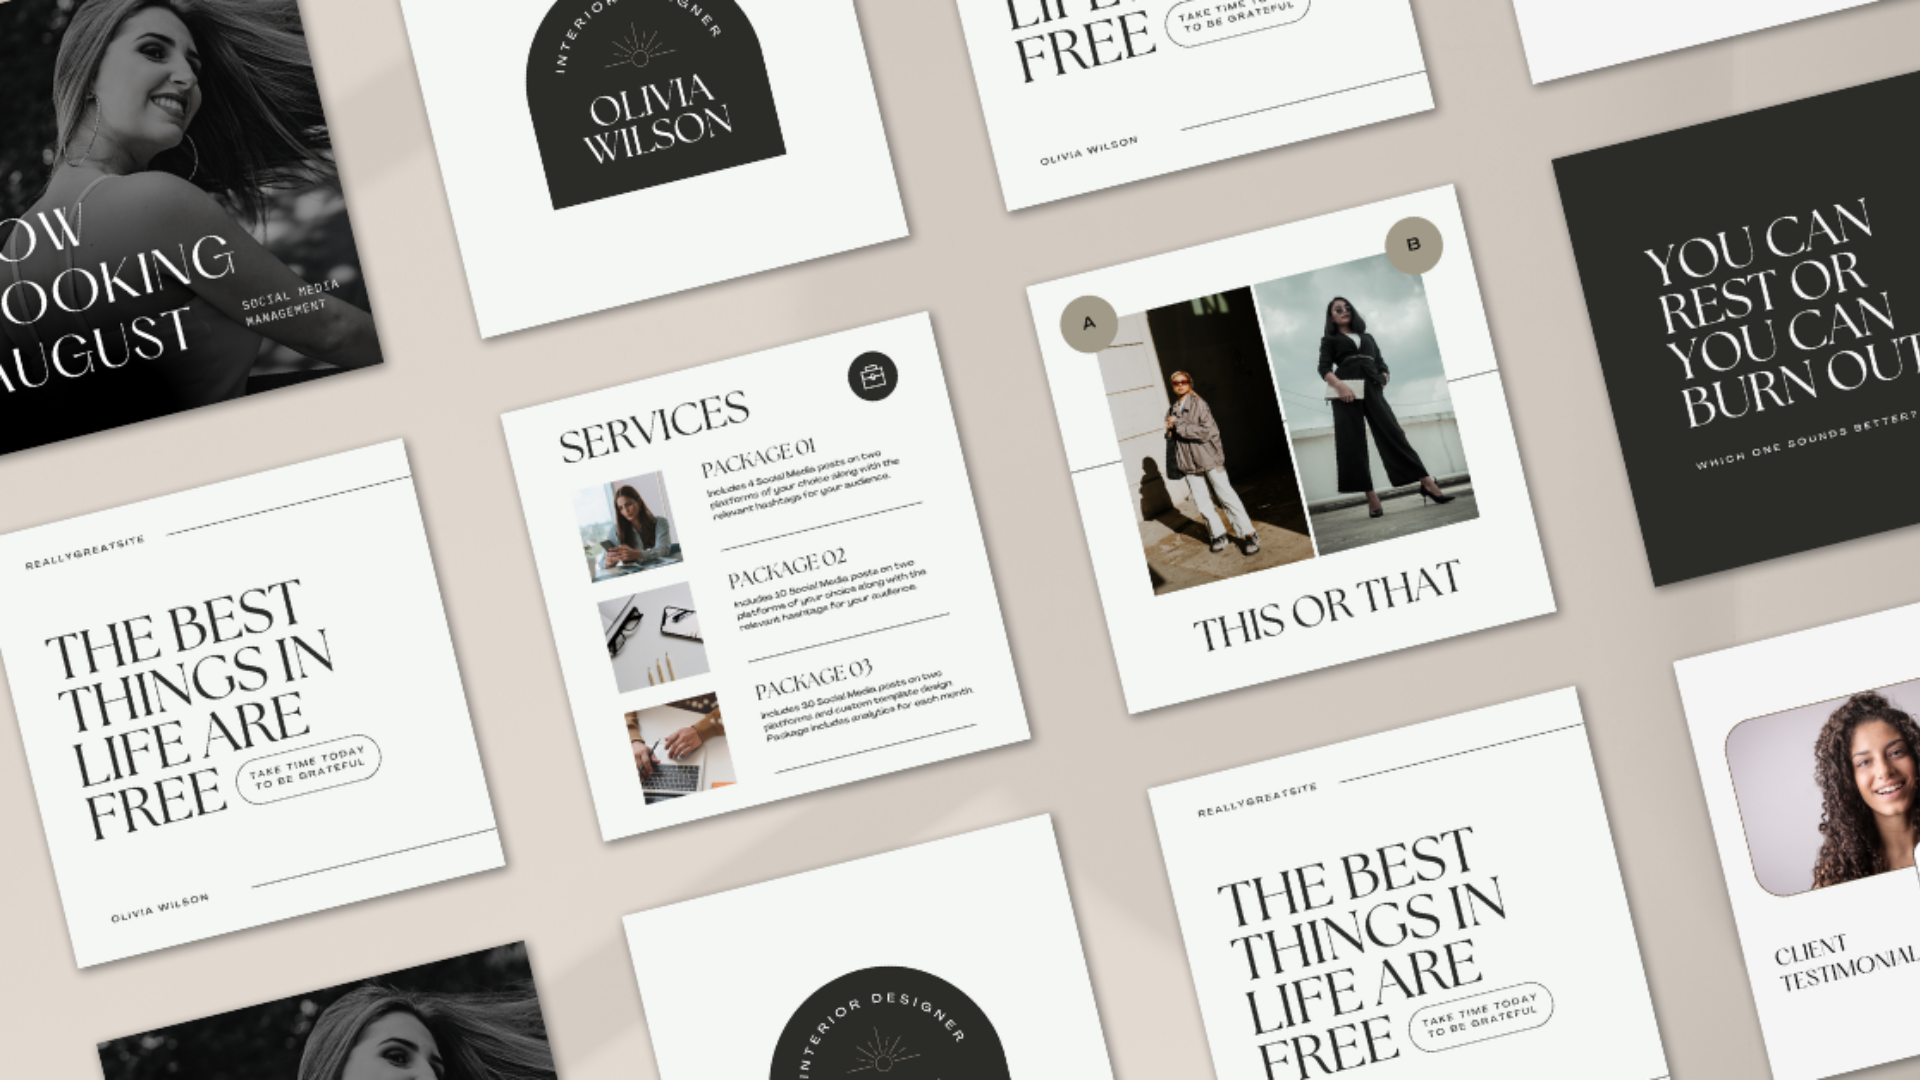 OW
OOKING
AUGUST
SOCIAL MEDIA
MANAGEMENT
INTERIOR DESIGNER
OLIVIA
WILSON
FREE
TAKE TIME
TO BE GRATEFUL
OLIVIA WILSON
A
B
THIS OR THAT
YOU CAN
REST OR
YOU CAN
BURN OUT
WHICH ONE SOUNDS BETTER?
REALLYGREATSITE
THE BEST
THINGS IN
LIFE ARE
FREE
TAKE TIME TODAY
TO BE GRATEFUL
OLIVIA WILSON
SERVICES
PACKAGE 01
Includes 4 Social Media posts on two
platforms of your choice along with the
relevant hashtags for your audience.
PACKAGE 02
Includes 10 Social Media posts on two
platforms of your choice along with the
relevant hashtags for your audience.
PACKAGE 03
Includes 30 Social Media posts on two
platforms and custom template design.
Package includes analytics for each month.
INTERIOR DESIGNER
REALLYGREATSITE
THE BEST
THINGS IN
LIFE ARE
FREE
TAKE TIME TODAY
TO BE GRATEFUL
CLIENT
TESTIMONIAL